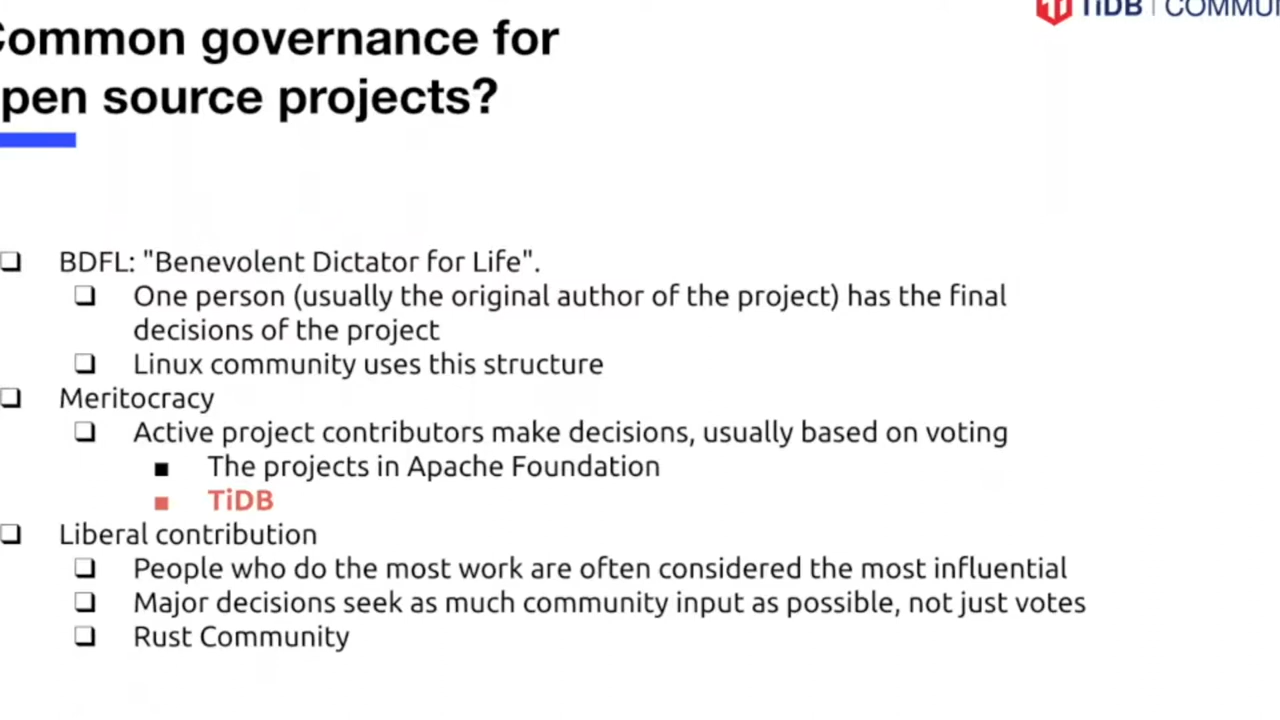 Common governance for
pen source projects?
TiDB | COMMUN
BDFL: "Benevolent Dictator for Life".
One person (usually the original author of the project) has the final
decisions of the project
Linux community uses this structure
Meritocracy
Active project contributors make decisions, usually based on voting
The projects in Apache Foundation
TiDB
Liberal contribution
People who do the most work are often considered the most influential
Major decisions seek as much community input as possible, not just votes
Rust Community